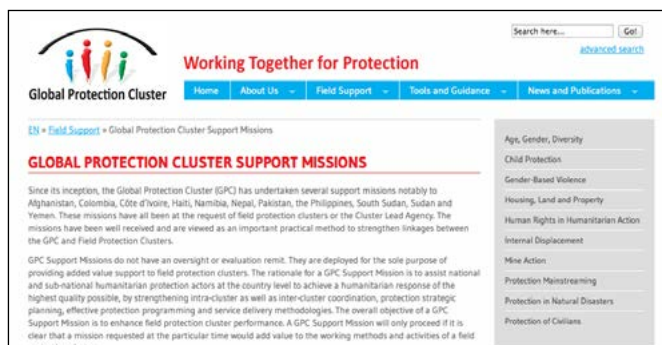 Search here...
Go!
advanced search
Working Together for Protection
Global Protection Cluster
Home About Us Field Support Tools and Guidance News and Publications
EN » Field Support » Global Protection Cluster Support Missions
GLOBAL PROTECTION CLUSTER SUPPORT MISSIONS
Since its inception, the Global Protection Cluster (GPC) has undertaken several support missions notably to
Afghanistan, Colombia, Côte d'Ivoire, Haiti, Namibia, Nepal, Pakistan, the Philippines, South Sudan, Sudan and
Yemen. These missions have all been at the request of field protection clusters or the Cluster Lead Agency. The
missions have been well received and are viewed as an important practical method to strengthen linkages between
the GPC and Field Protection Clusters.
GPC Support Missions do not have an oversight or evaluation remit. They are deployed for the sole purpose of
providing added value support to field protection clusters. The rationale for a GPC Support Mission is to assist national
and sub-national humanitarian protection actors at the country level to achieve a humanitarian response of the
highest quality possible, by strengthening intra-cluster as well as inter-cluster coordination, protection strategic
planning, effective protection programming and service delivery methodologies. The overall objective of a GPC
Support Mission is to enhance field protection cluster performance. A GPC Support Mission will only proceed if it is
clear that a mission requested at the particular time would add value to the working methods and activities of a field
Age, Gender, Diversity
Child Protection
Gender-Based Violence
Housing, Land and Property
Human Rights in Humanitarian Action
Internal Displacement
Mine Action
Protection Mainstreaming
Protection in Natural Disasters
Protection of Civilians